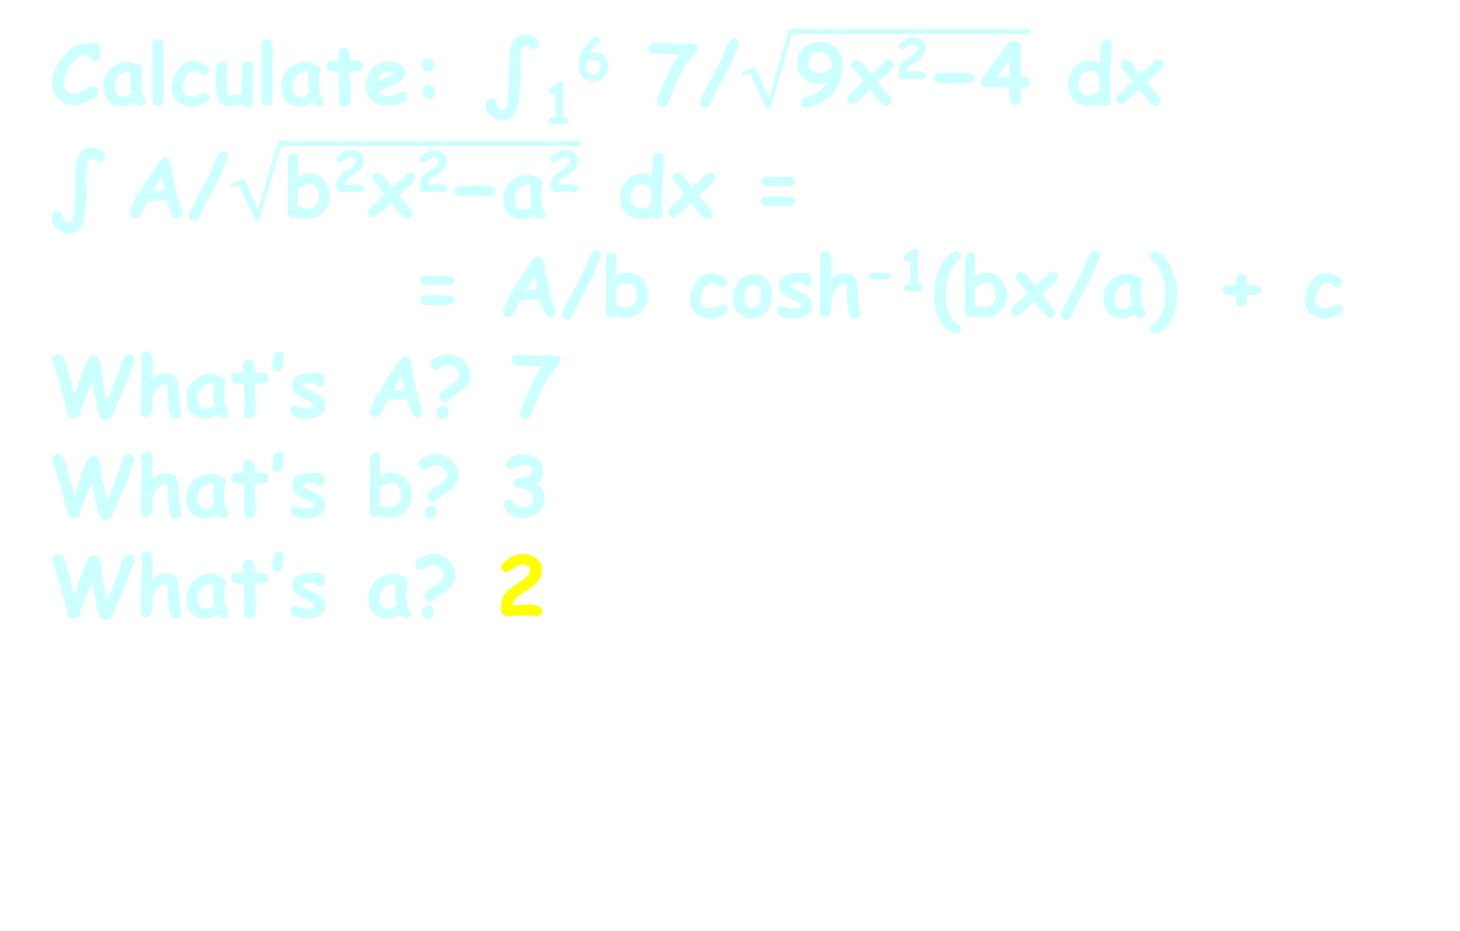 Calculate: ∫₁⁶ 7/√9x²–4 dx
∫ A/√b²x²–a² dx =
= A/b cosh⁻¹(bx/a) + c
What's A? 7
What's b? 3
What's a? 2